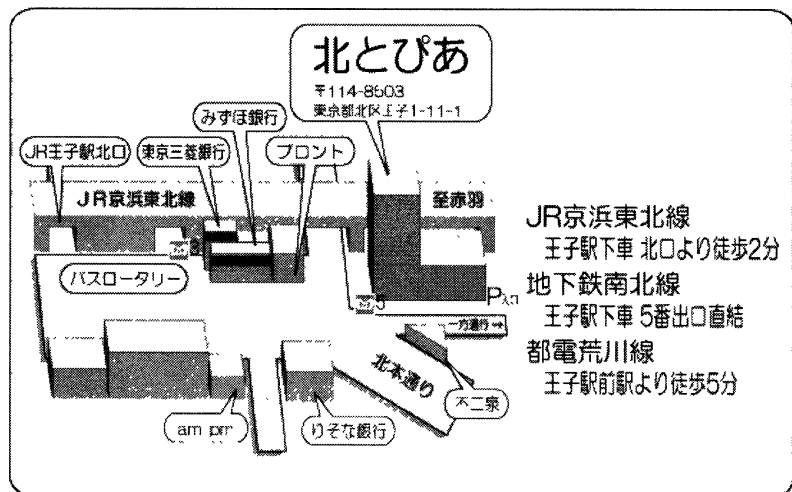 北とぴあ
〒114-8503
東京都北区王子1-11-1
みずほ銀行
JR王子駅北口
東京三菱銀行
プロント
JR京浜東北線
至赤羽
3
バスロータリー
5
P入口
一方通行→
北本通り
不二泉
am pm
りそな銀行
JR京浜東北線
王子駅下車 北口より徒歩2分
地下鉄南北線
王子駅下車 5番出口直結
都電荒川線
王子駅前駅より徒歩5分